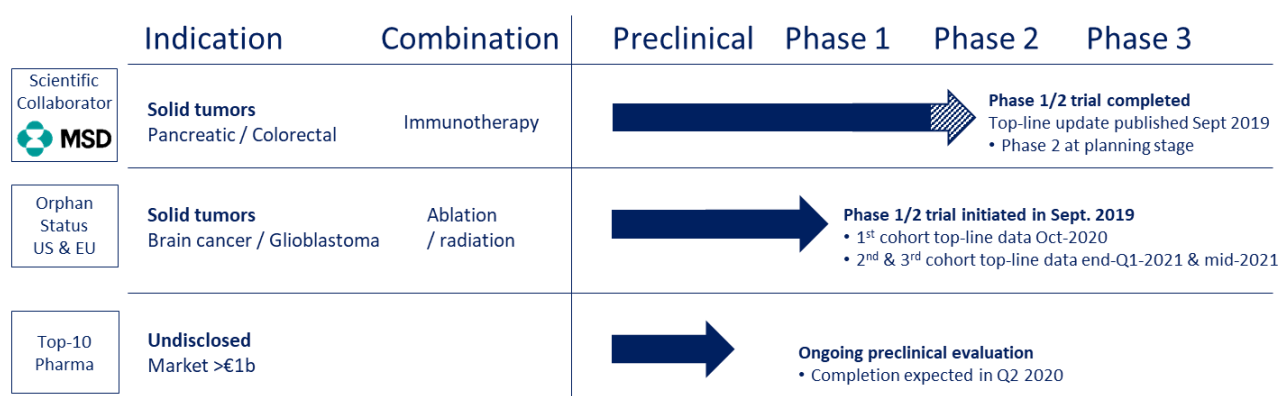 Indication Combination Preclinical Phase 1 Phase 2 Phase 3
Scientific
Collaborator
MSD
Solid tumors
Pancreatic / Colorectal
Immunotherapy
Phase 1/2 trial completed
Top-line update published Sept 2019
• Phase 2 at planning stage
Orphan
Status
US & EU
Solid tumors
Brain cancer / Glioblastoma
Ablation
/ radiation
Phase 1/2 trial initiated in Sept. 2019
• 1st cohort top-line data Oct-2020
• 2nd & 3rd cohort top-line data end-Q1-2021 & mid-2021
Top-10
Pharma
Undisclosed
Market >€1b
Ongoing preclinical evaluation
• Completion expected in Q2 2020